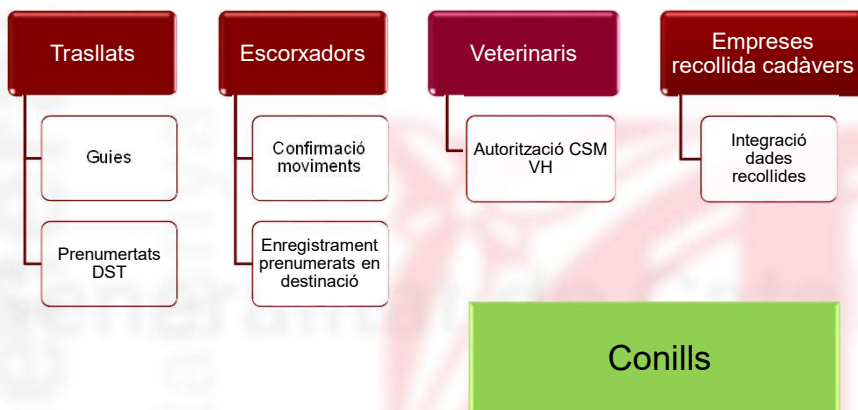 Trasllats
Guies
Prenumertats
DST
Escorxadors
Confirmació
moviments
Enregistrament
prenumerats en
destinació
Veterinaris
Autorització CSM
VH
Empreses
recollida cadàvers
Integració
dades
recollides
Conills